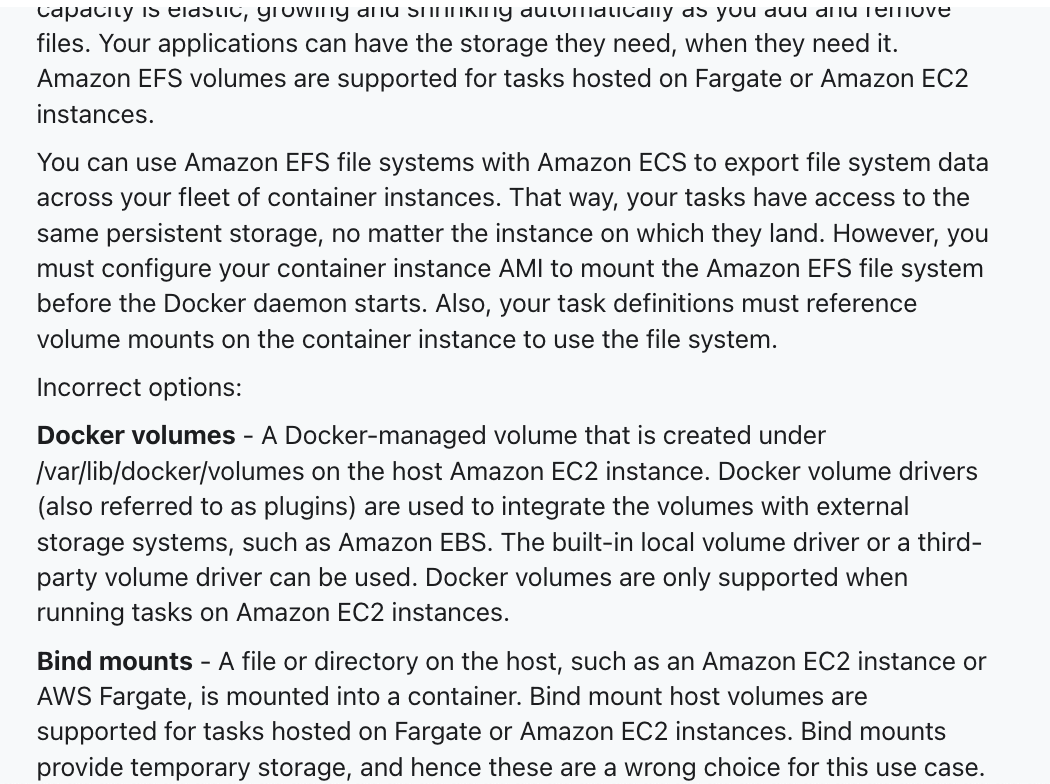 capacity is elastic, growing and shrinking automatically as you add and remove
files. Your applications can have the storage they need, when they need it.
Amazon EFS volumes are supported for tasks hosted on Fargate or Amazon EC2
instances.
You can use Amazon EFS file systems with Amazon ECS to export file system data
across your fleet of container instances. That way, your tasks have access to the
same persistent storage, no matter the instance on which they land. However, you
must configure your container instance AMI to mount the Amazon EFS file system
before the Docker daemon starts. Also, your task definitions must reference
volume mounts on the container instance to use the file system.
Incorrect options:
Docker volumes - A Docker-managed volume that is created under
/var/lib/docker/volumes on the host Amazon EC2 instance. Docker volume drivers
(also referred to as plugins) are used to integrate the volumes with external
storage systems, such as Amazon EBS. The built-in local volume driver or a third-
party volume driver can be used. Docker volumes are only supported when
running tasks on Amazon EC2 instances.
Bind mounts - A file or directory on the host, such as an Amazon EC2 instance or
AWS Fargate, is mounted into a container. Bind mount host volumes are
supported for tasks hosted on Fargate or Amazon EC2 instances. Bind mounts
provide temporary storage, and hence these are a wrong choice for this use case.